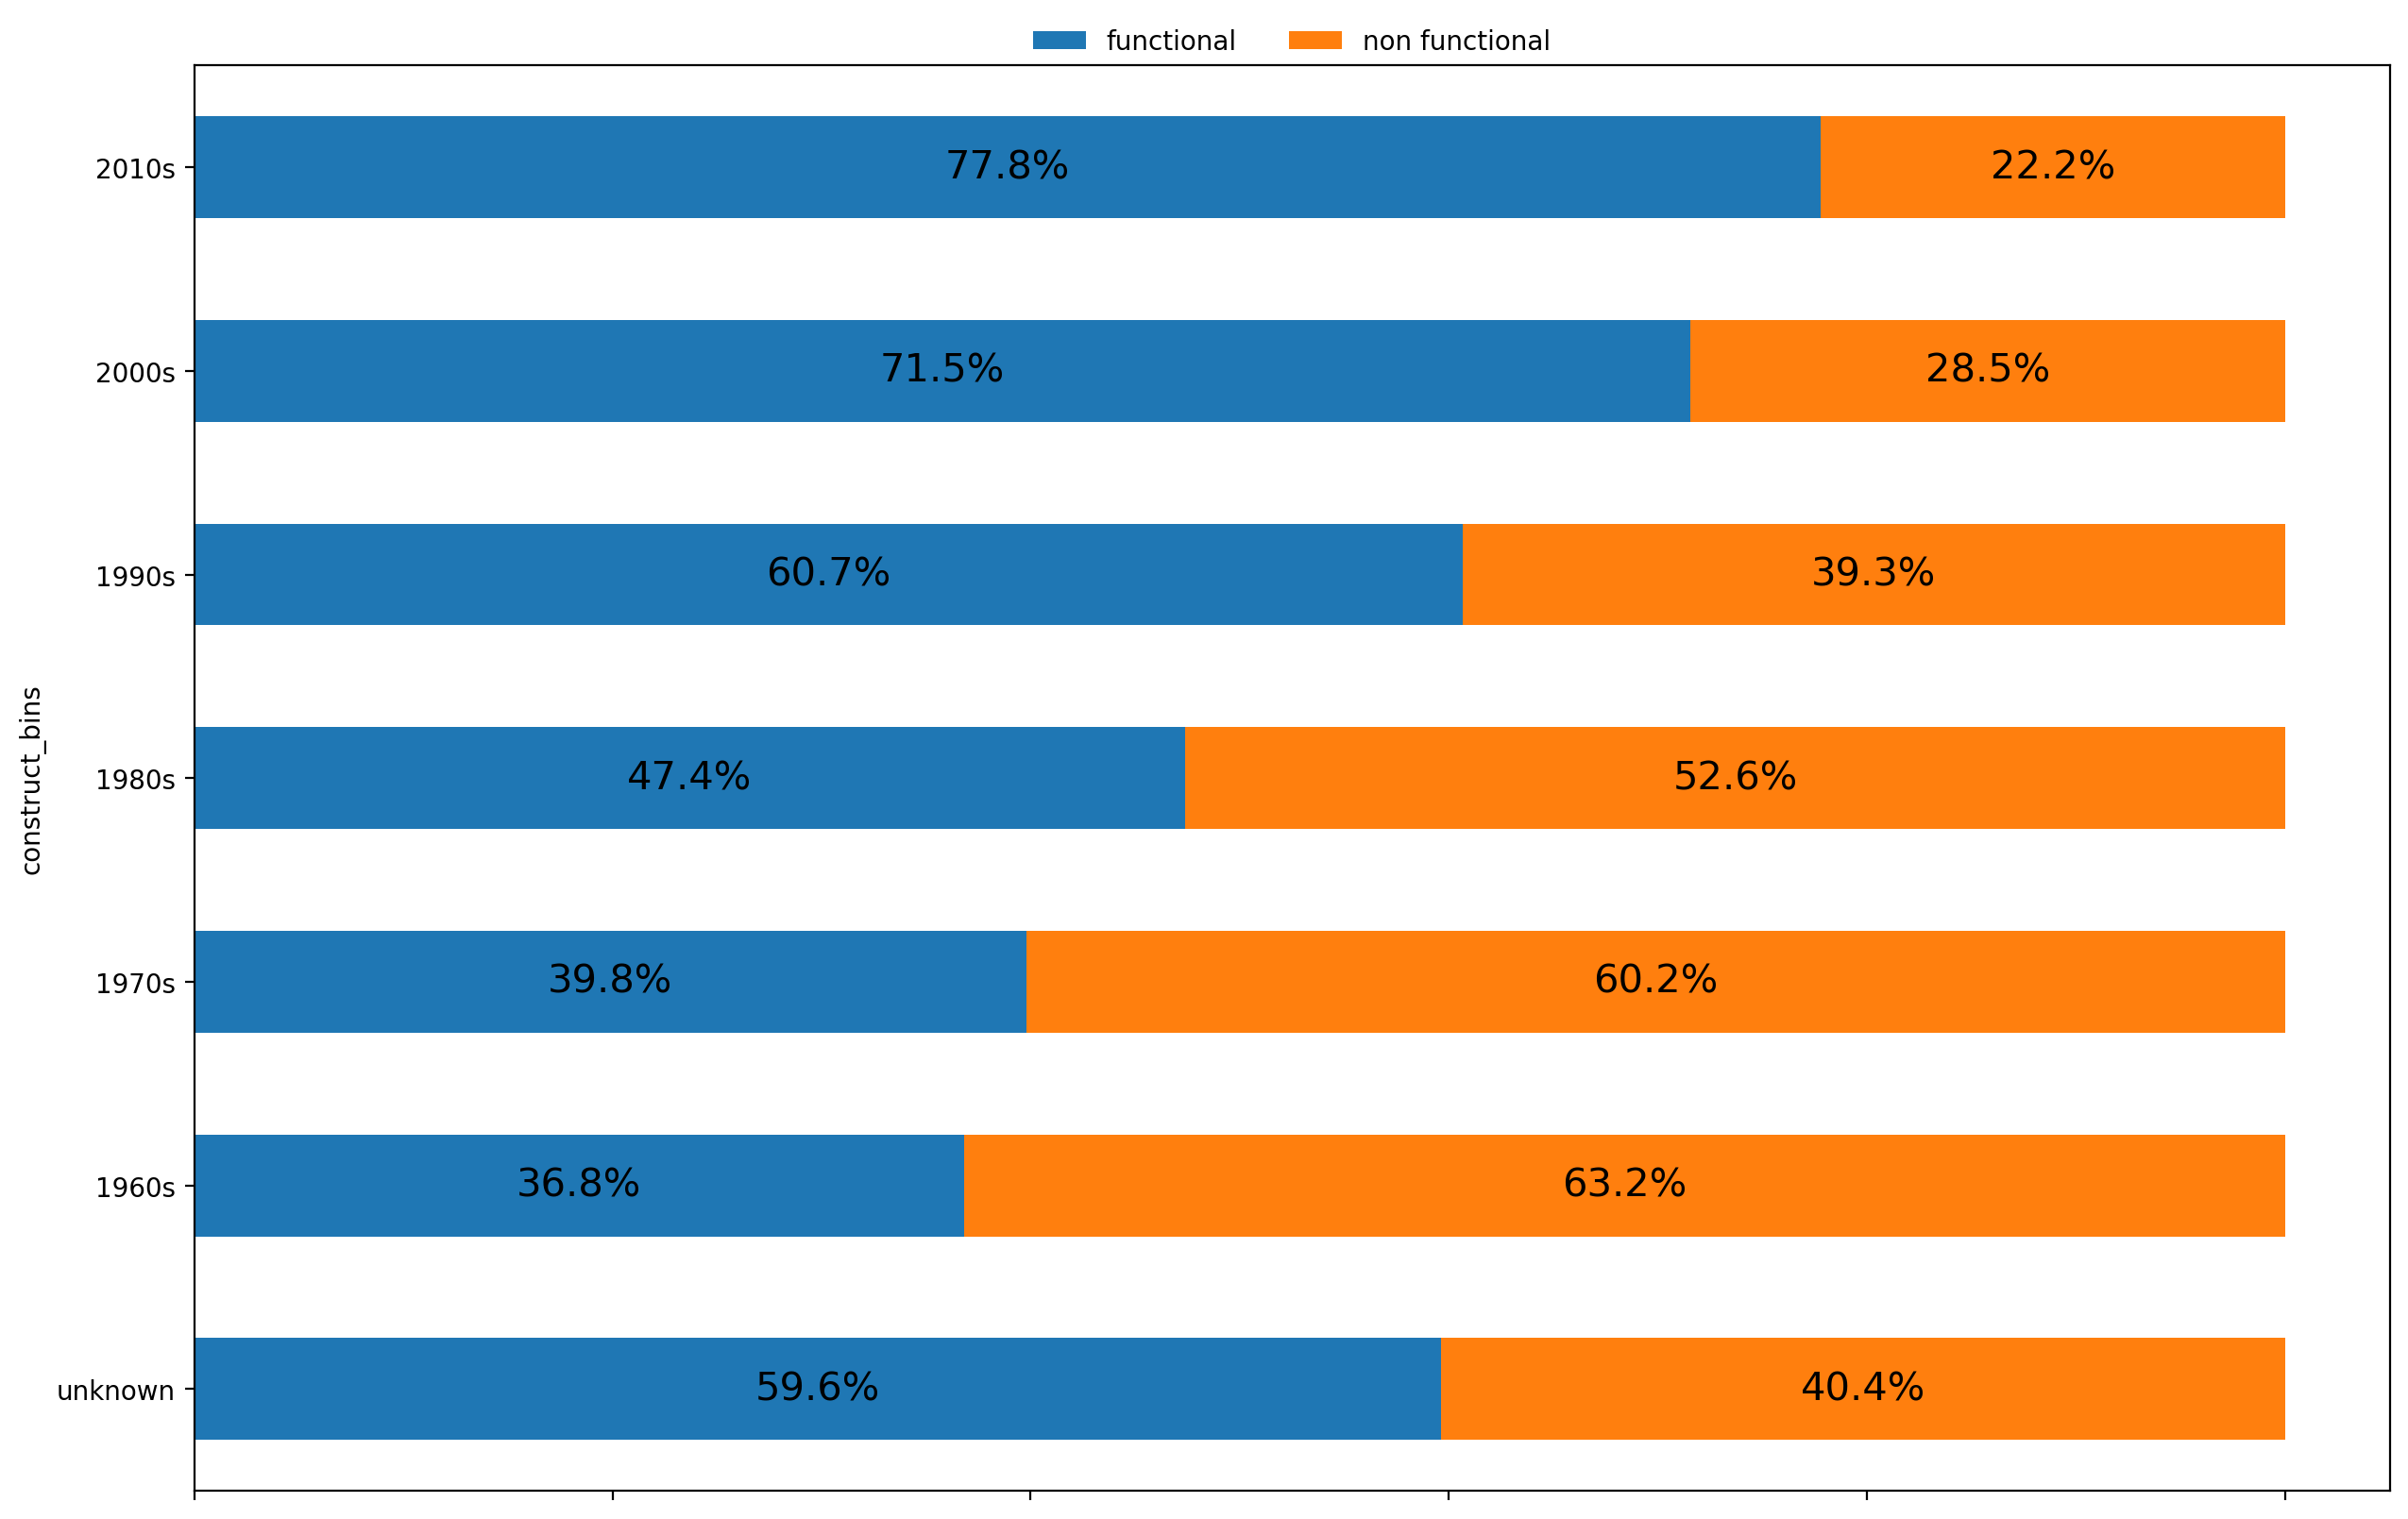 functional non functional
2010s 77.8% 22.2%
2000s 71.5% 28.5%
1990s 60.7% 39.3%
construct_bins
1980s 47.4% 52.6%
1970s 39.8% 60.2%
1960s 36.8% 63.2%
unknown 59.6% 40.4%